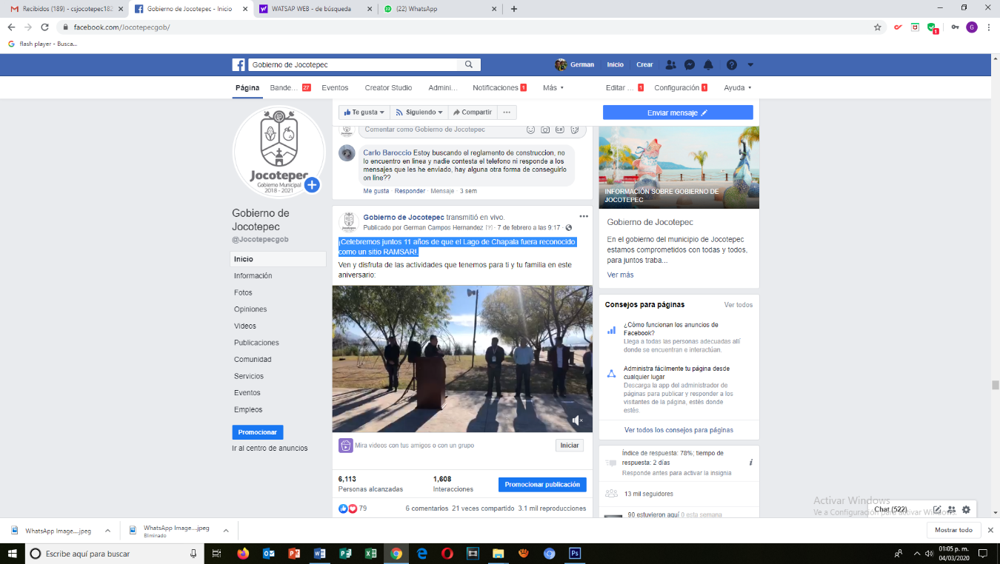 Recibidos (189) - csjocotepec182
Gobierno de Jocotepec - Inicio
WATSAP WEB - de búsqueda
(22) WhatsApp
facebook.com/Jocotepecgob/
flash player - Busca...
Gobierno de Jocotepec
German
Inicio
Crear
Página
Bande... 27
Eventos
Creator Studio
Admini...
Notificaciones 1
Más
Editar ... 1
Configuración 1
Ayuda
Te gusta
Siguiendo
Compartir
Enviar mensaje
Jocotepec
Gobierno Municipal
2018 - 2021
Gobierno de
Jocotepec
@Jocotepecgob
Inicio
Información
Fotos
Opiniones
Videos
Publicaciones
Comunidad
Servicios
Eventos
Empleos
Promocionar
Ir al centro de anuncios
Comentar como Gobierno de Jocotepec
Carlo Baroccio Estoy buscando el reglamento de construccion, no
lo encuentro en linea y nadie contesta el telefono ni responde a los
mensajes que les he enviado, hay alguna otra forma de conseguirlo
on line??
Me gusta · Responder · Mensaje · 3 sem
Gobierno de Jocotepec transmitió en vivo.
Publicado por German Campos Hernandez [?] · 7 de febrero a las 9:17 ·
¡Celebremos juntos 11 años de que el Lago de Chapala fuera reconocido
como un sitio RAMSAR!.
Ven y disfruta de las actividades que tenemos para ti y tu familia en este
aniversario:
Mira videos con tus amigos o con un grupo
Iniciar
6,113
Personas alcanzadas
1,608
Interacciones
Promocionar publicación
79
6 comentarios 21 veces compartido 3.1 mil reproducciones
INFORMACIÓN SOBRE GOBIERNO DE
JOCOTEPEC
Gobierno de Jocotepec
En el gobierno del municipio de Jocotepec
estamos comprometidos con todas y todos,
para juntos traba...
Ver más
Consejos para páginas
Ver todos
¿Cómo funcionan los anuncios de
Facebook?
Llega a todas las personas adecuadas allí
donde se encuentran e interactúan.
Administra fácilmente tu página desde
cualquier lugar
Descarga la app del administrador de
páginas para publicar y responder a los
visitantes de la página, estés donde
estés.
Ver todos los consejos para páginas
Índice de respuesta: 78%; tiempo de
respuesta: 2 días
Responde antes para activar la insignia
13 mil seguidores
90 estuvieron aquí 0 esta semana
Activar Windows
Ve a Configuración para activar Windows.
Chat (522)
WhatsApp Image....jpeg
WhatsApp Image....jpeg
Eliminado
Mostrar todo
Escribe aquí para buscar
01:05 p. m.
04/03/2020